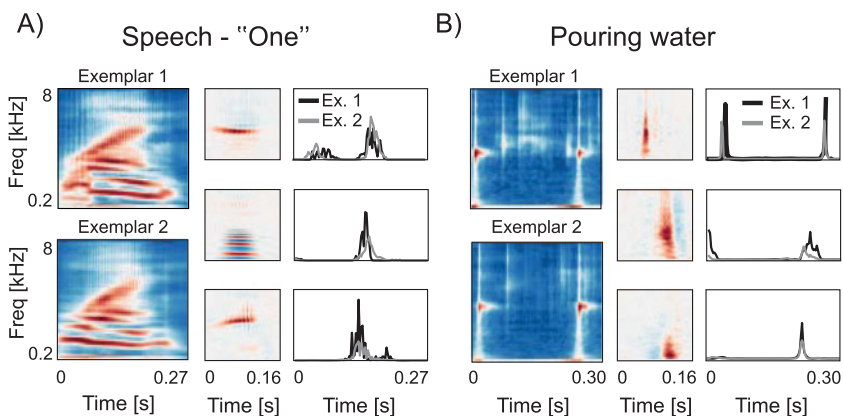 A)
Speech - "One"
Exemplar 1
8
Freq [kHz]
0.2
Exemplar 2
8
Freq [kHz]
0.2
0
0.27
Time [s]
0
0.16
Time [s]
Ex. 1
Ex. 2
0
0.27
Time [s]
B)
Pouring water
Exemplar 1
Exemplar 2
0
0.30
Time [s]
0
0.16
Time [s]
Ex. 1
Ex. 2
0
0.30
Time [s]